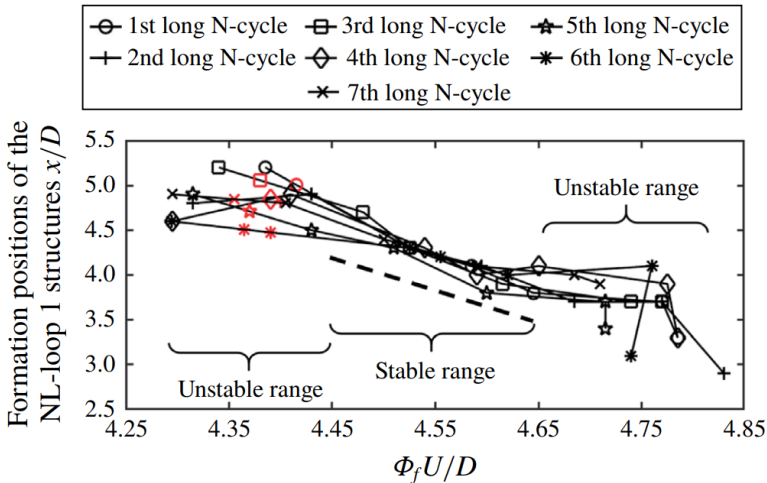 1st long N-cycle 3rd long N-cycle 5th long N-cycle
2nd long N-cycle 4th long N-cycle 6th long N-cycle
7th long N-cycle
Formation positions of the
NL-loop 1 structures x/D
5.5
5.0
4.5
4.0
3.5
3.0
2.5
Unstable range
Unstable range
Stable range
4.25 4.35 4.45 4.55 4.65 4.75 4.85
Φ_f U/D